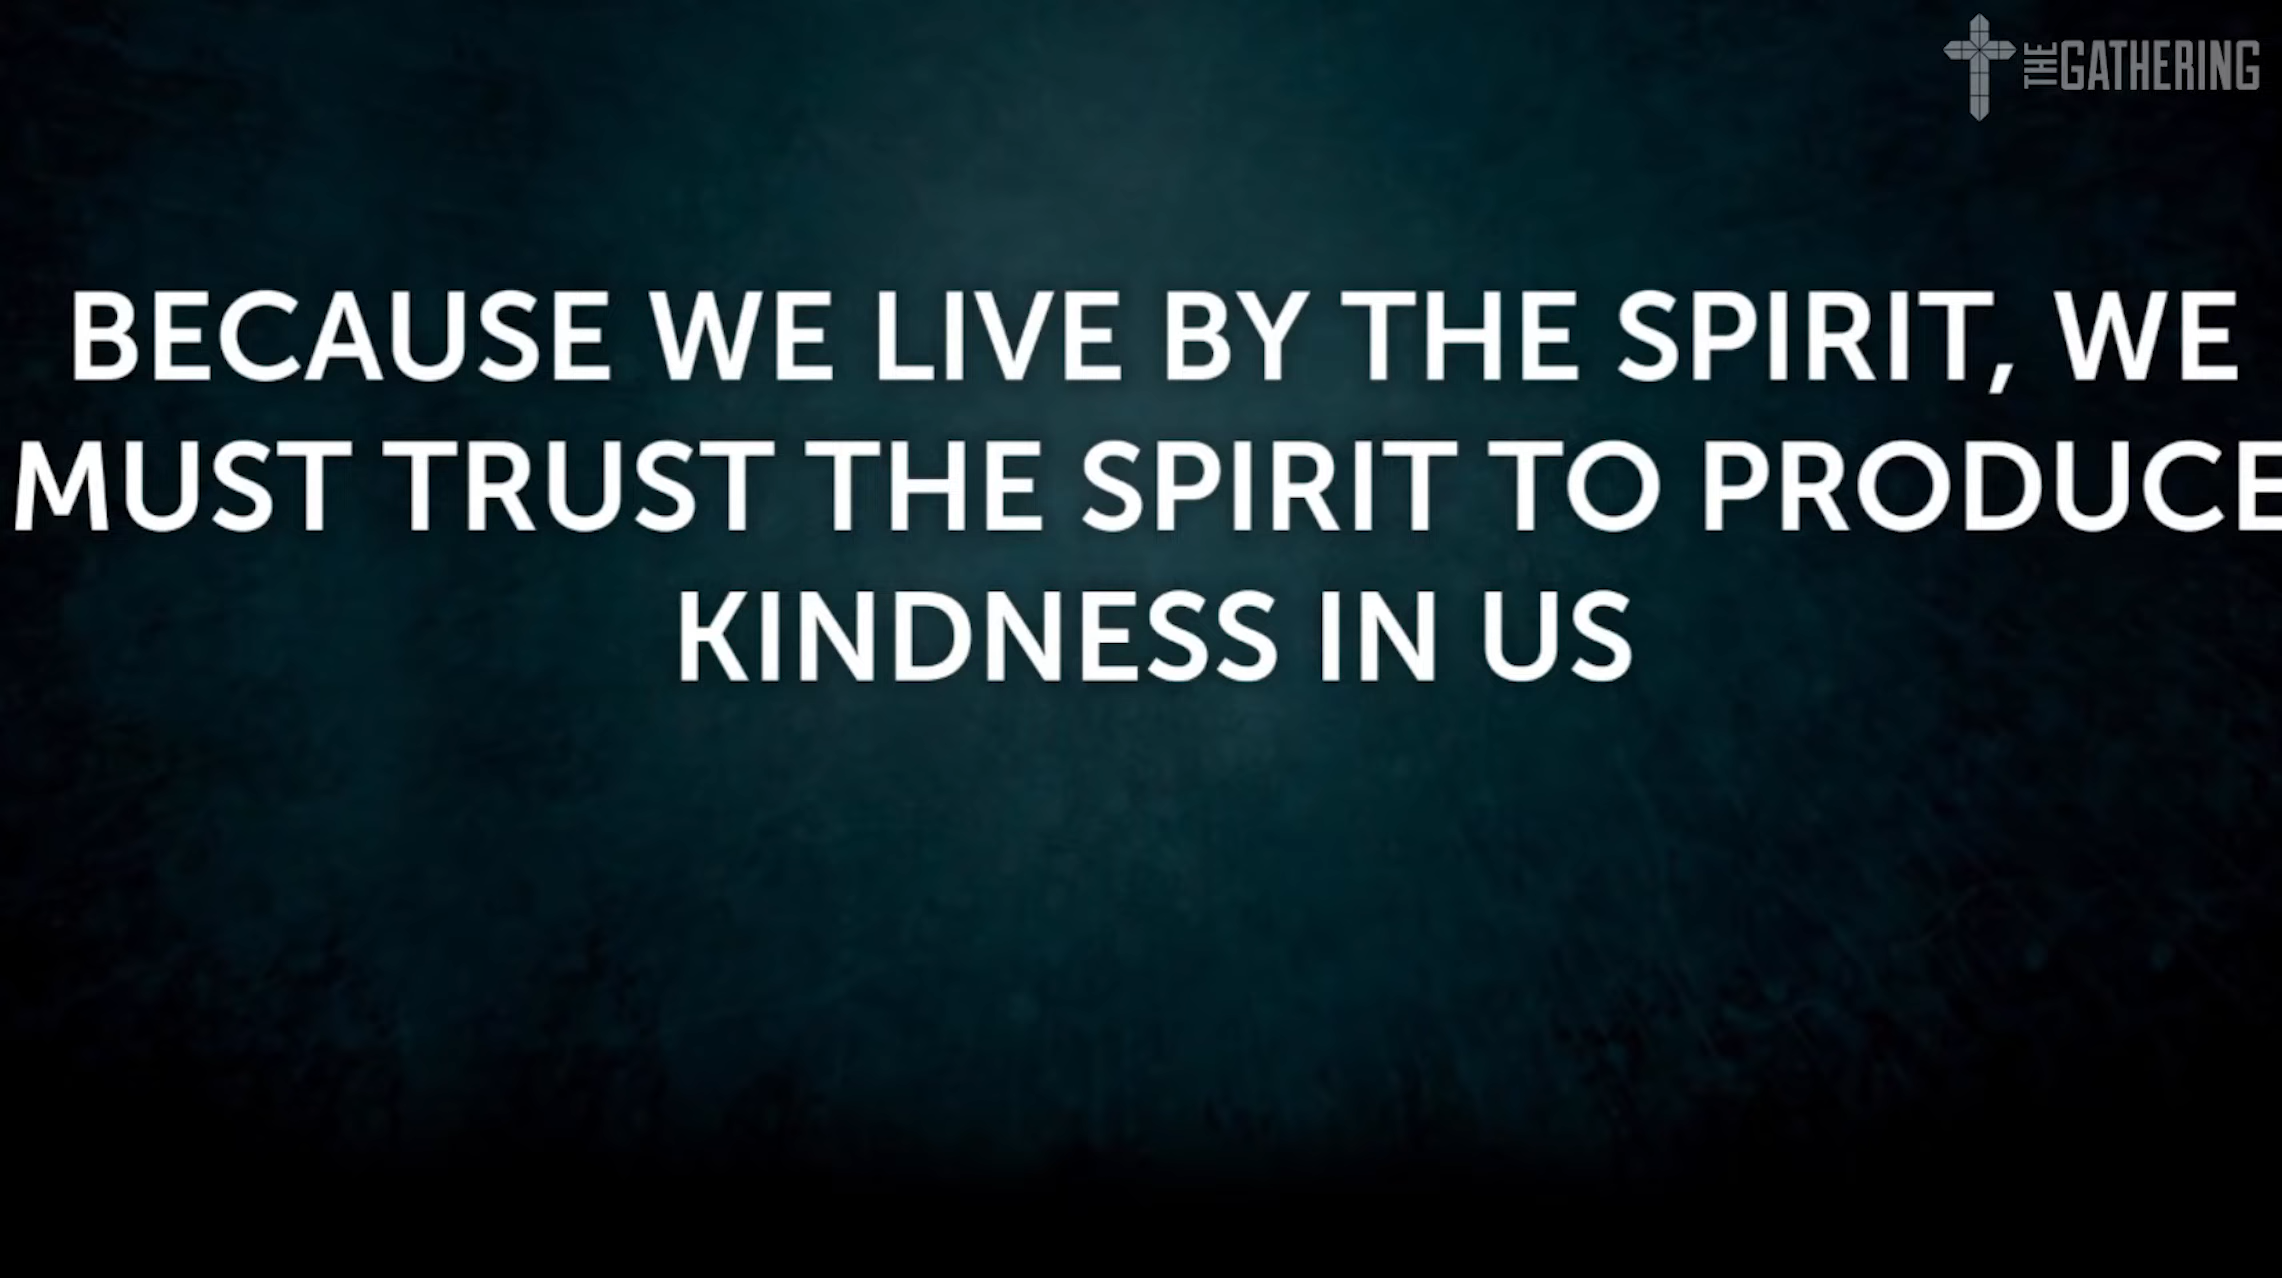 THE GATHERING
BECAUSE WE LIVE BY THE SPIRIT, WE
MUST TRUST THE SPIRIT TO PRODUCE
KINDNESS IN US